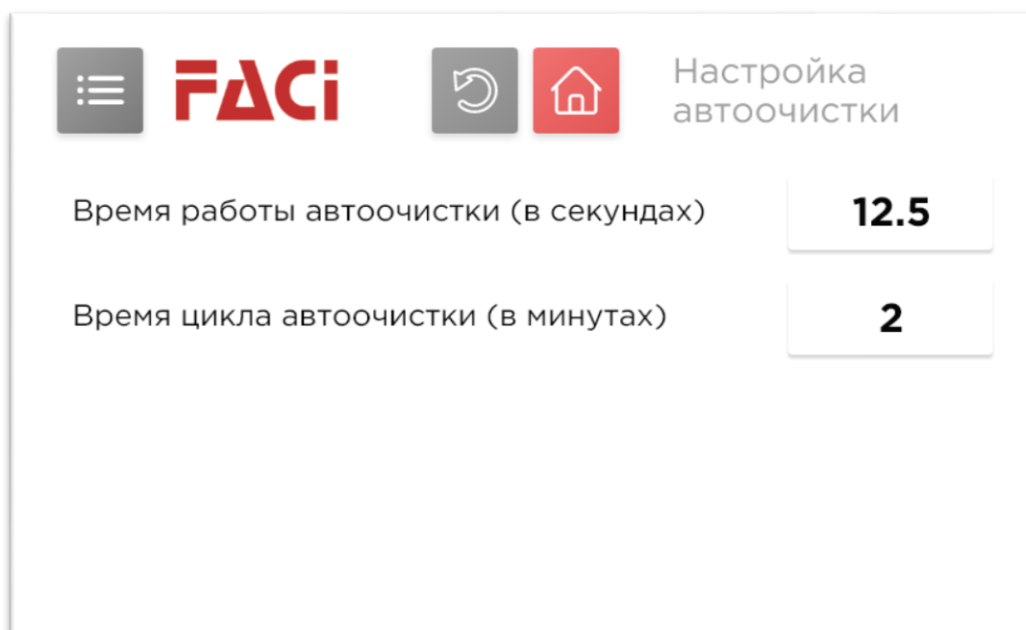 FACi
Настройка
автоочистки
Время работы автоочистки (в секундах)
12.5
Время цикла автоочистки (в минутах)
2